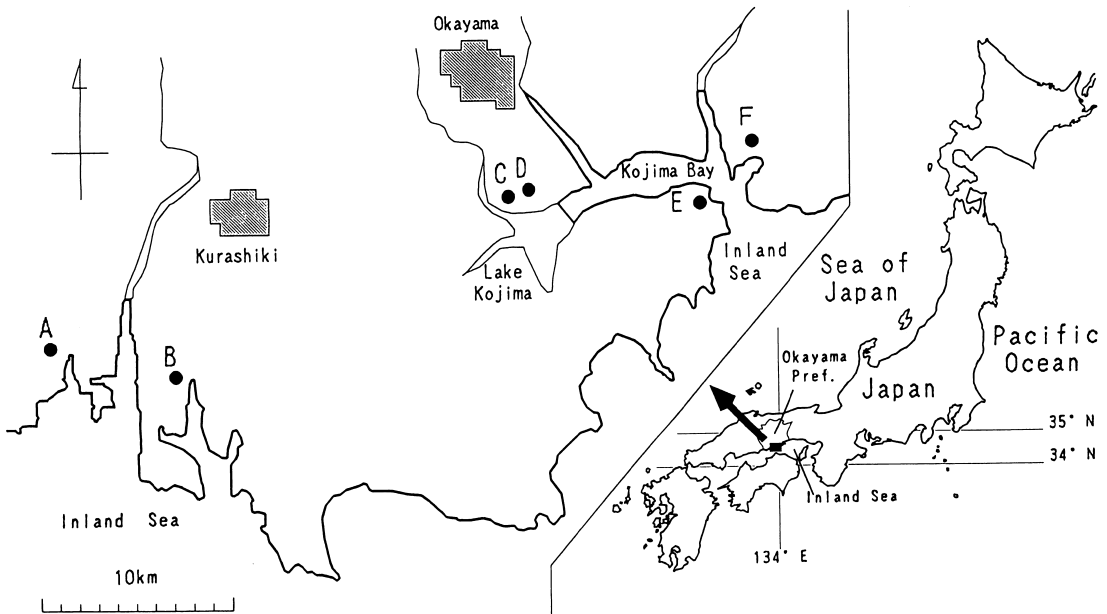 Okayama
F
Kojima Bay
C
D
E
Kurashiki
Lake
Kojima
Inland
Sea
Sea of
Japan
Pacific
Ocean
A
B
Okayama
Pref.
Japan
35° N
34° N
Inland Sea
Inland Sea
134° E
10km